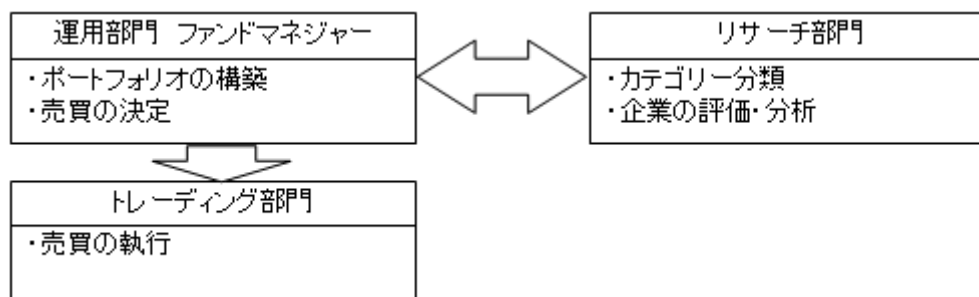 運用部門 ファンドマネジャー
・ポートフォリオの構築
・売買の決定
リサーチ部門
・カテゴリー分類
・企業の評価・分析
トレーディング部門
・売買の執行